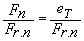 F_n / F_{r.n} = e_T / F_{r.n}